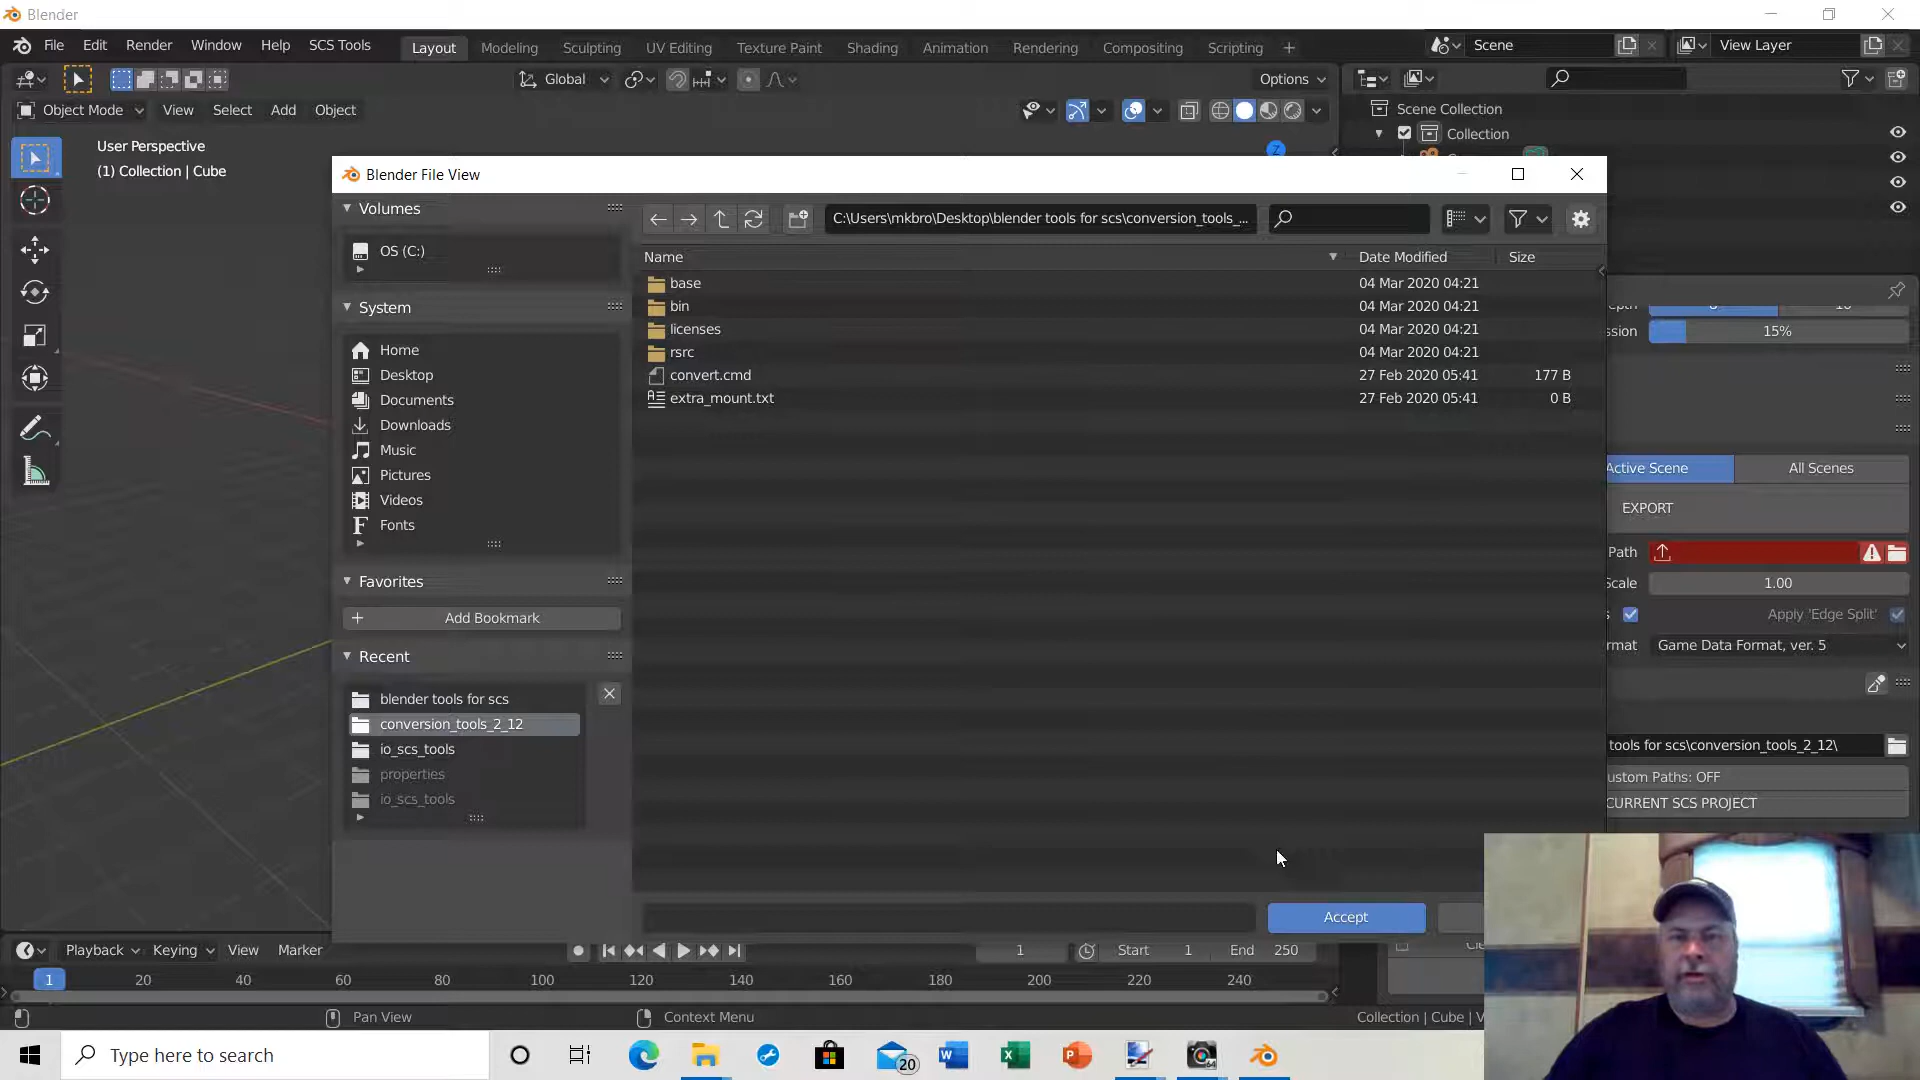 Blender
File Edit Render Window Help SCS Tools Layout Modeling Sculpting UV Editing Texture Paint Shading Animation Rendering Compositing Scripting + Scene View Layer
Global Options
Object Mode View Select Add Object
Scene Collection
Collection
User Perspective
(1) Collection | Cube
Z
Blender File View
Volumes
OS (C:)
System
Home
Desktop
Documents
Downloads
Music
Pictures
Videos
Fonts
Favorites
Add Bookmark
Recent
blender tools for scs
conversion_tools_2_12
io_scs_tools
properties
io_scs_tools
C:\Users\mkbro\Desktop\blender tools for scs\conversion_tools_...
Name Date Modified Size
base 04 Mar 2020 04:21
bin 04 Mar 2020 04:21
licenses 04 Mar 2020 04:21
rsrc 04 Mar 2020 04:21
convert.cmd 27 Feb 2020 05:41 177 B
extra_mount.txt 27 Feb 2020 05:41 0 B
Accept
15%
Active Scene All Scenes
EXPORT
Path
Scale 1.00
Apply 'Edge Split'
Game Data Format, ver. 5
tools for scs\conversion_tools_2_12\
ustom Paths: OFF
CURRENT SCS PROJECT
Playback Keying View Marker 1 Start 1 End 250
1 20 40 60 80 100 120 140 160 180 200 220 240
Pan View Context Menu Collection | Cube | V
Type here to search 20